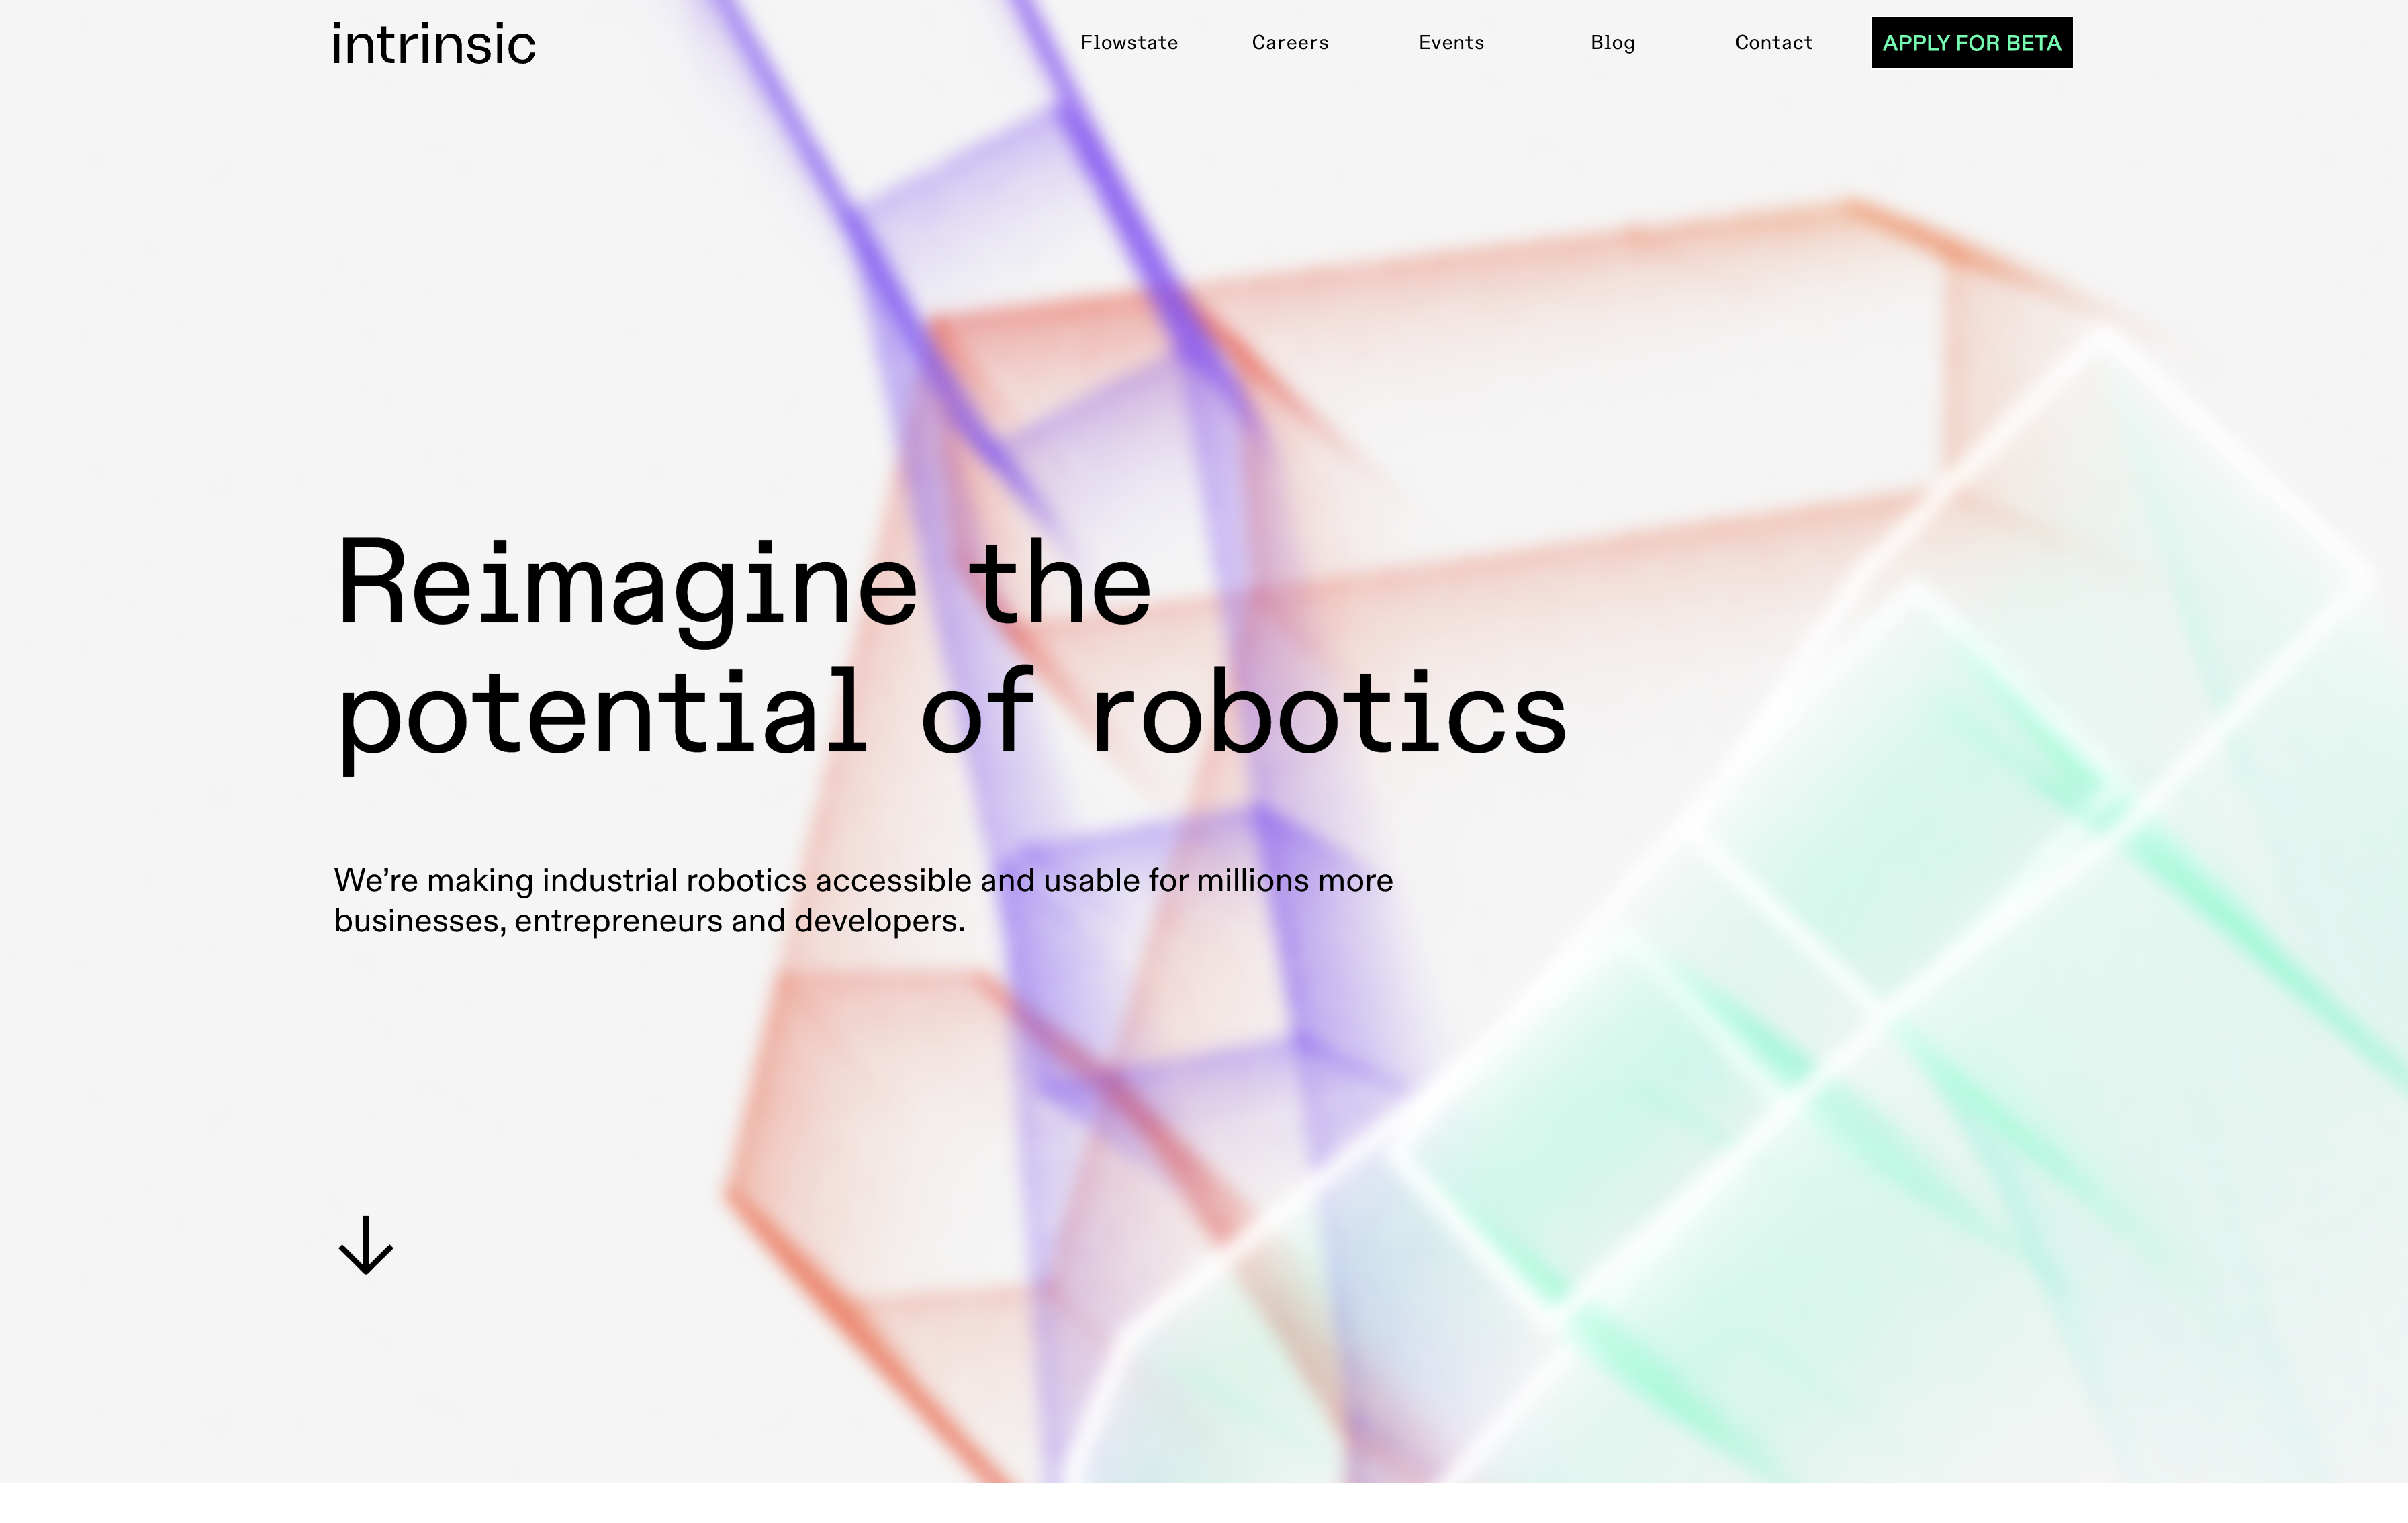 intrinsic
Flowstate
Careers
Events
Blog
Contact
APPLY FOR BETA
Reimagine the
potential of robotics
We’re making industrial robotics accessible and usable for millions more
businesses, entrepreneurs and developers.